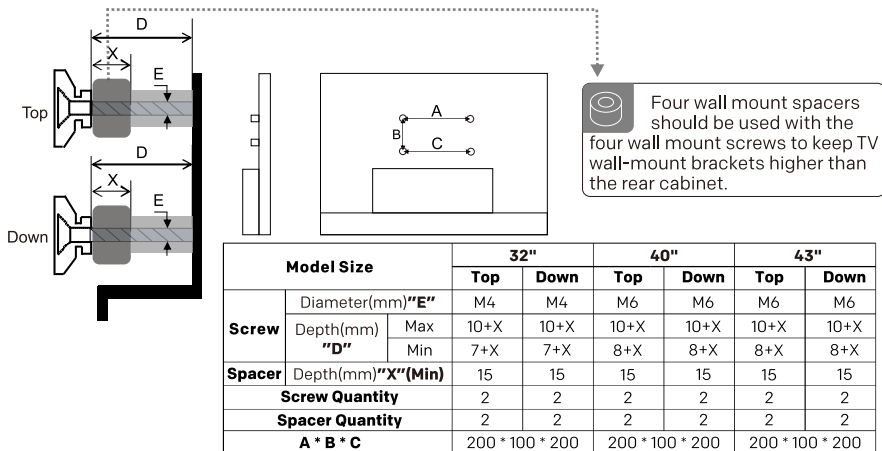 D
X
E
Top
D
X
E
Down
A
B
C
Four wall mount spacers
should be used with the
four wall mount screws to keep TV
wall-mount brackets higher than
the rear cabinet.
Model Size 32" 40" 43"
Top Down Top Down Top Down
Screw Diameter(mm)"E" M4 M4 M6 M6 M6 M6
Depth(mm) "D" Max 10+X 10+X 10+X 10+X 10+X 10+X
Min 7+X 7+X 8+X 8+X 8+X 8+X
Spacer Depth(mm)"X"(Min) 15 15 15 15 15 15
Screw Quantity 2 2 2 2 2 2
Spacer Quantity 2 2 2 2 2 2
A * B * C 200 * 100 * 200 200 * 100 * 200 200 * 100 * 200